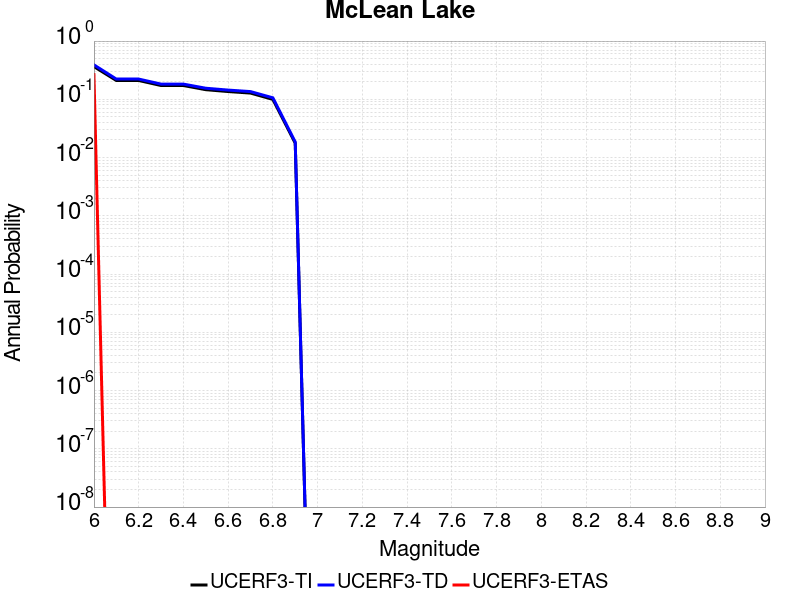 McLean Lake
10^0
10^-1
10^-2
10^-3
10^-4
10^-5
10^-6
10^-7
10^-8
Annual Probability
6 6.2 6.4 6.6 6.8 7 7.2 7.4 7.6 7.8 8 8.2 8.4 8.6 8.8 9
Magnitude
UCERF3-TI UCERF3-TD UCERF3-ETAS